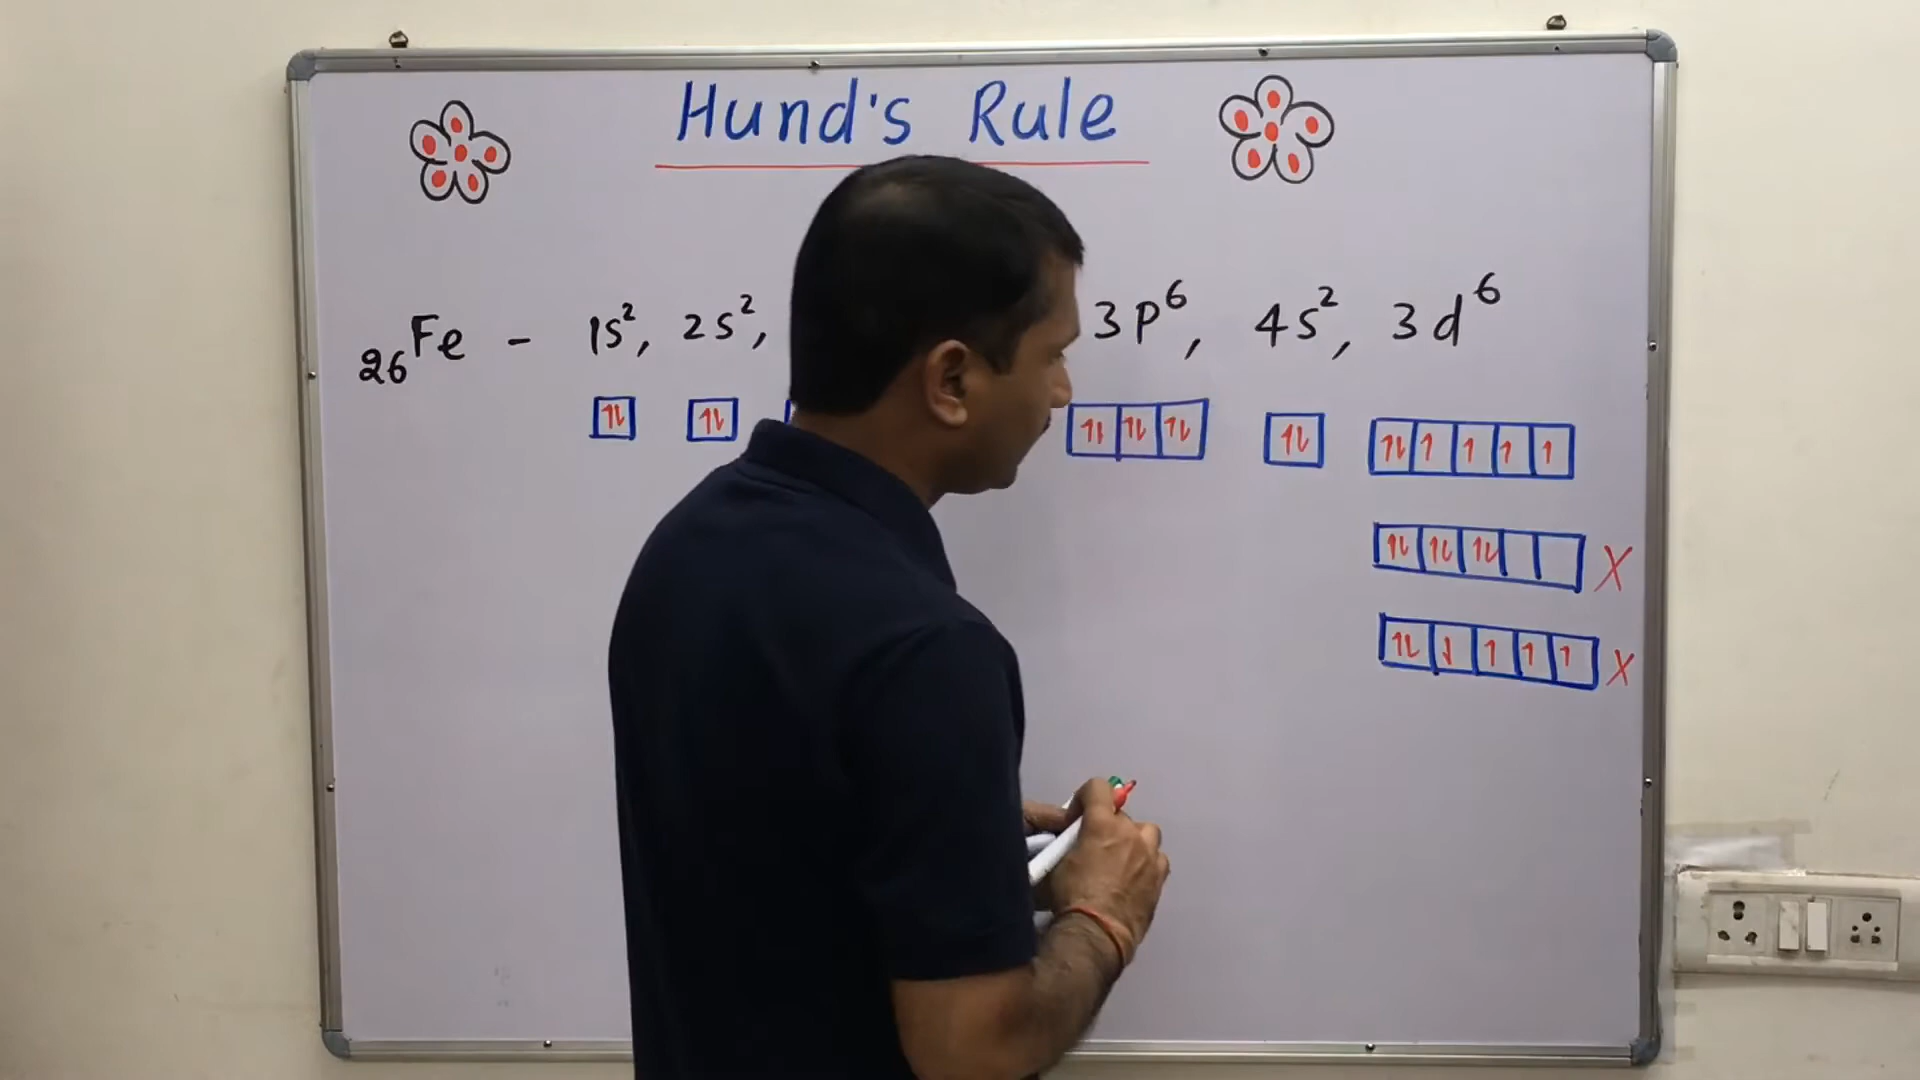 Hund's Rule
26Fe - 1s², 2s², 3p⁶, 4s², 3d⁶
⥮ ⥮ ⥮ ⥮ ⥮ ⥮ ⥮ ↿ ↿ ↿ ↿
⥮ ⥮ ⥮ X
⥮ ⇂ ↿ ↿ ↿ X